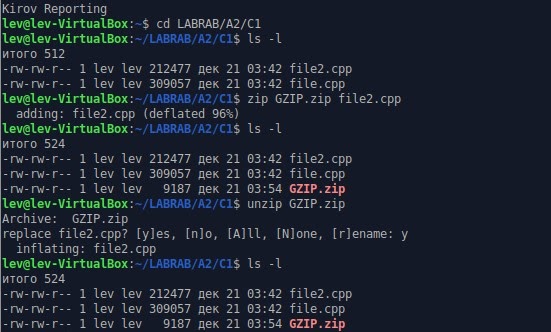 Kirov Reporting
lev@lev-VirtualBox:~$ cd LABRAB/A2/C1
lev@lev-VirtualBox:~/LABRAB/A2/C1$ ls -l
итого 512
-rw-rw-r-- 1 lev lev 212477 дек 21 03:42 file2.cpp
-rw-rw-r-- 1 lev lev 309057 дек 21 03:42 file.cpp
lev@lev-VirtualBox:~/LABRAB/A2/C1$ zip GZIP.zip file2.cpp
  adding: file2.cpp (deflated 96%)
lev@lev-VirtualBox:~/LABRAB/A2/C1$ ls -l
итого 524
-rw-rw-r-- 1 lev lev 212477 дек 21 03:42 file2.cpp
-rw-rw-r-- 1 lev lev 309057 дек 21 03:42 file.cpp
-rw-rw-r-- 1 lev lev   9187 дек 21 03:54 GZIP.zip
lev@lev-VirtualBox:~/LABRAB/A2/C1$ unzip GZIP.zip
Archive:  GZIP.zip
replace file2.cpp? [y]es, [n]o, [A]ll, [N]one, [r]ename: y
  inflating: file2.cpp
lev@lev-VirtualBox:~/LABRAB/A2/C1$ ls -l
итого 524
-rw-rw-r-- 1 lev lev 212477 дек 21 03:42 file2.cpp
-rw-rw-r-- 1 lev lev 309057 дек 21 03:42 file.cpp
-rw-rw-r-- 1 lev lev   9187 дек 21 03:54 GZIP.zip